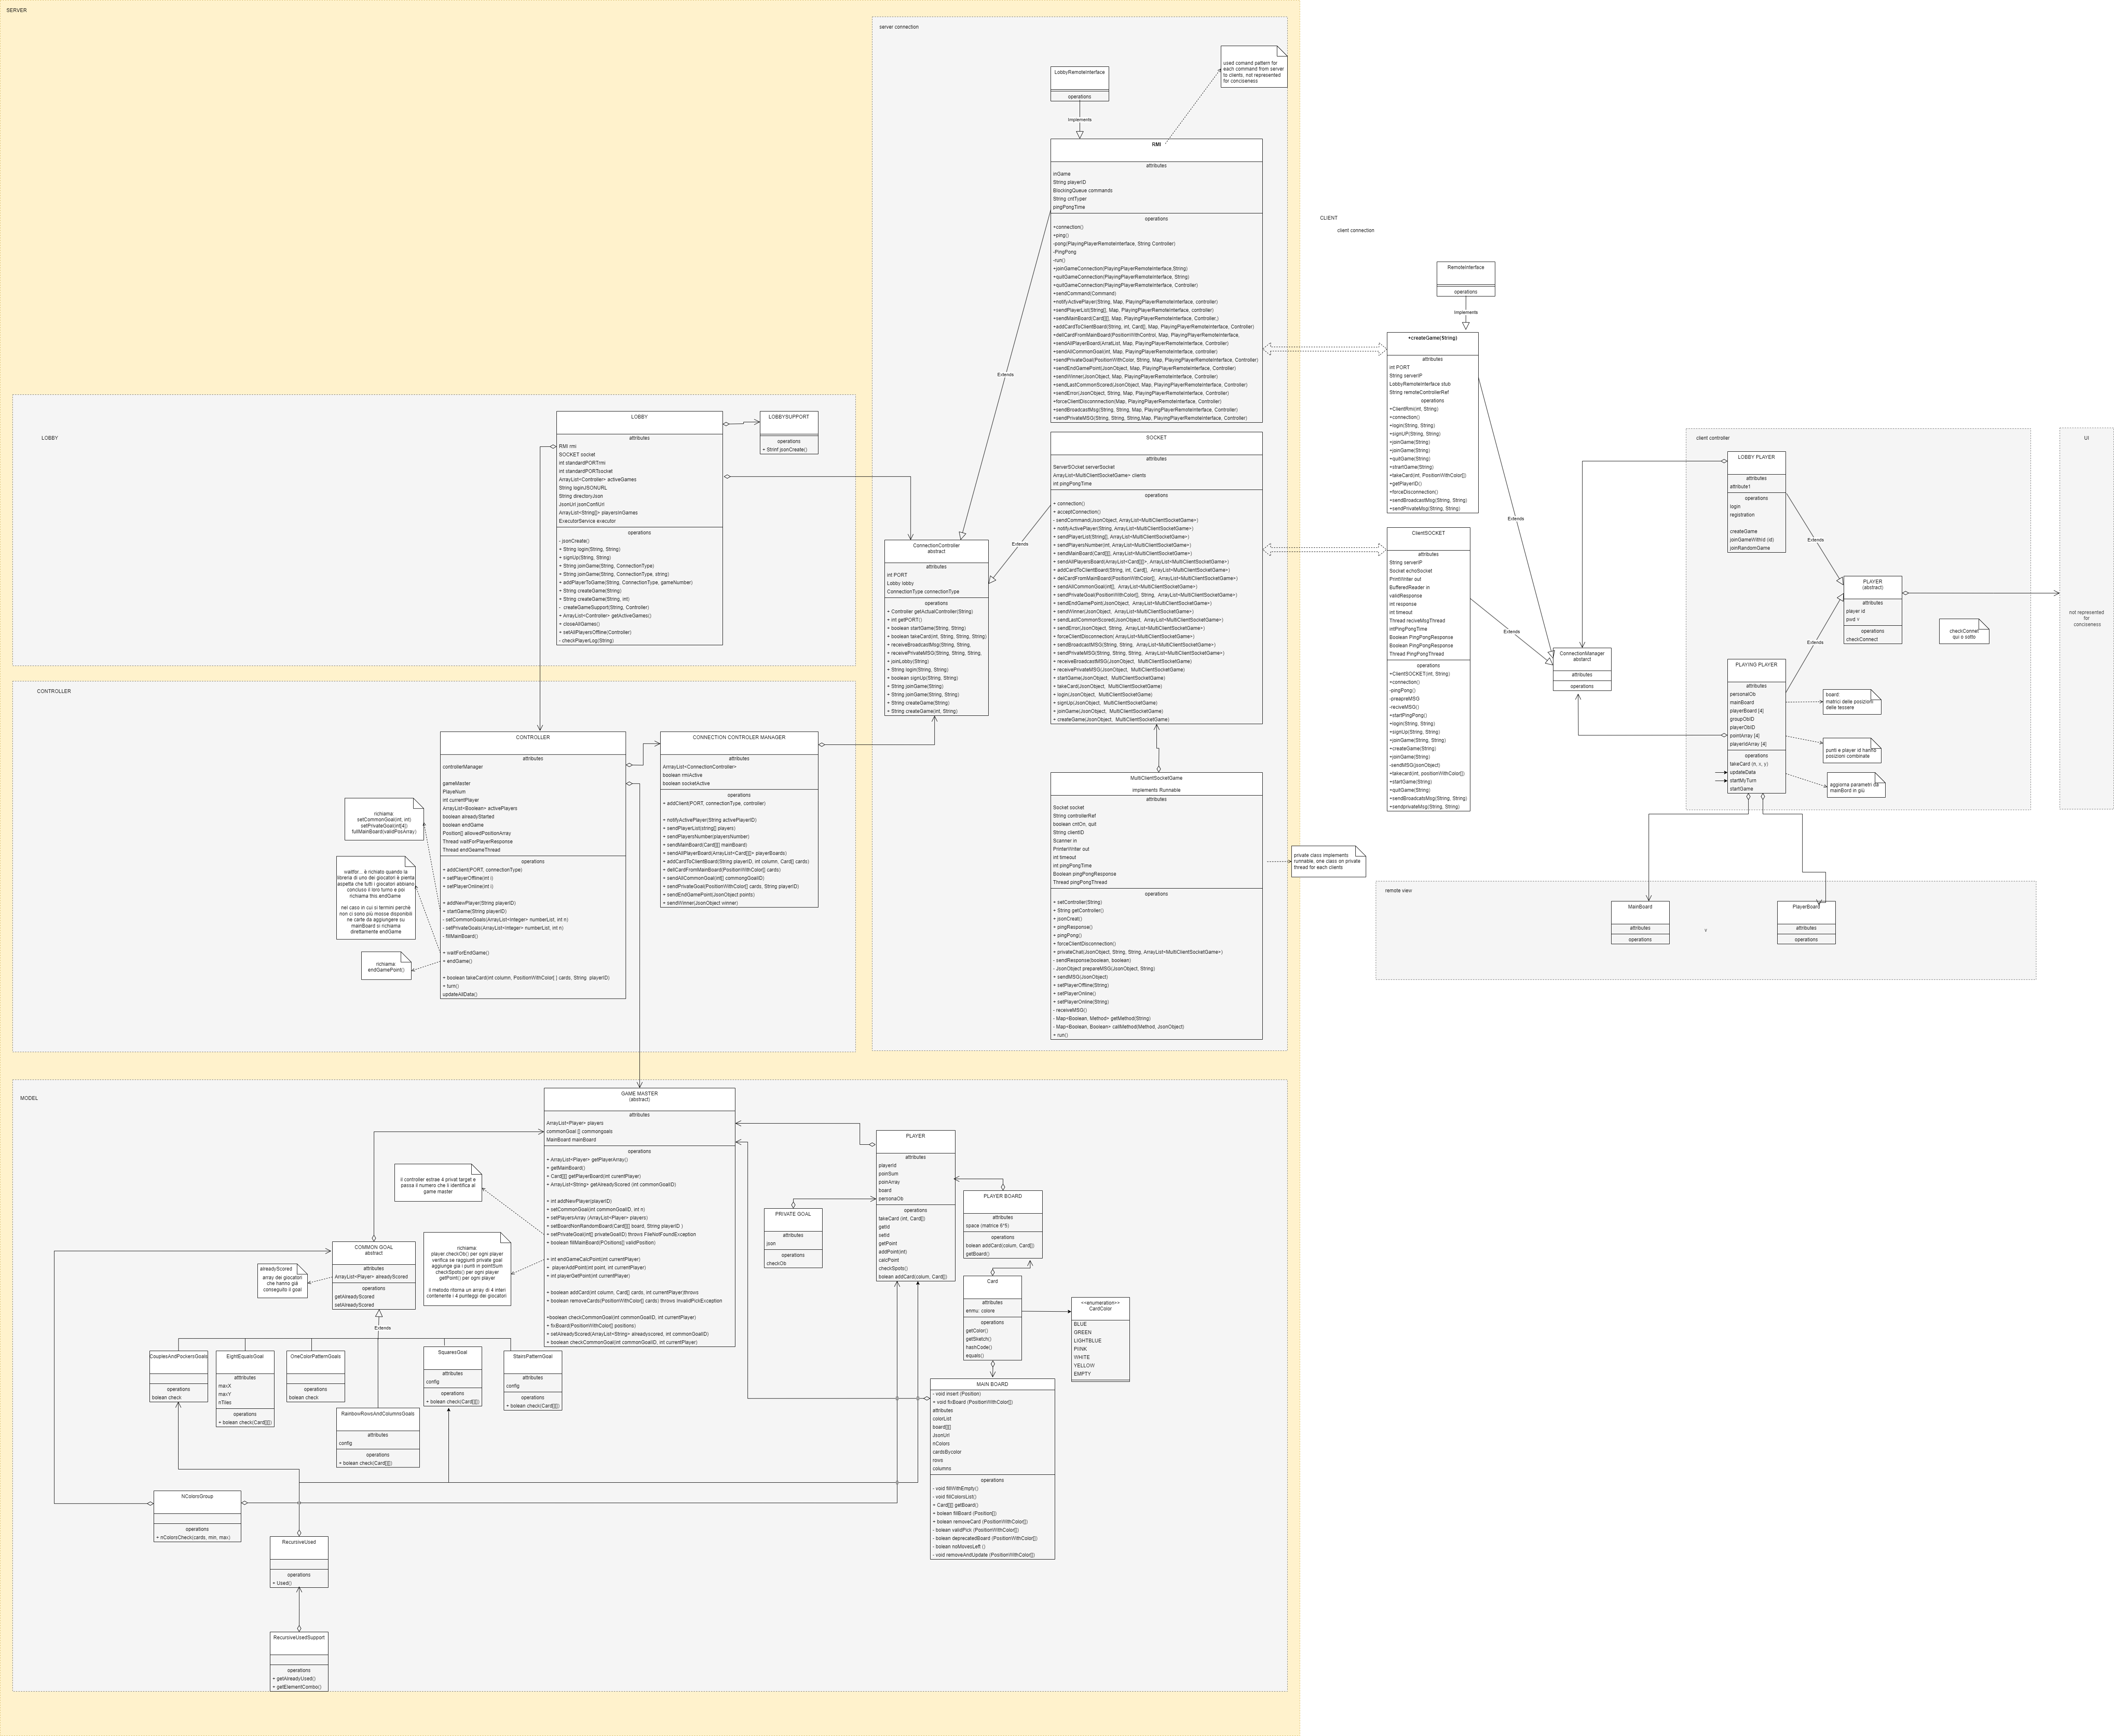 SERVER
server connection
used comand pattern for
each command from server
to clients, not represented
for conciseness
LobbyRemoteInterface
operations
Implements
RMI
attributes
inGame
String playerID
BlockingQueue commands
String cntTyper
pingPongTime
operations
+connection()
+ping()
-pong(PlayingPlayerRemoteInterface, String Controller)
-PingPong
-run()
+joinGameConnection(PlayingPlayerRemoteInterface,String)
+quitGameConnection(PlayingPlayerRemoteInterface, String)
+quitGameConnection(PlayingPlayerRemoteInterface, Controller)
+sendCommand(Command)
+notifyActivePlayer(String, Map, PlayingPlayerRemoteInterface, controller)
+sendPlayerList(String[], Map, PlayingPlayerRemoteInterface, controller)
+sendMainBoard(Card[][], Map, PlayingPlayerRemoteInterface, Controller,)
+addCardToClientBoard(String, int, Card[], Map, PlayingPlayerRemoteInterface, Controller)
+dellCardFromMainBoard(PositionWithControl, Map, PlayingPlayerRemoteInterface,
+sendAllPlayerBoard(ArratList, Map, PlayingPlayerRemoteInterface, Controller)
+sendAllCommonGoal(int, Map, PlayingPlayerRemoteInterface, controller)
+sendPrivateGoal(PositionWithColor, String, Map, PlayingPlayerRemoteInterface, Controller)
+sendEndGamePoint(JsonObject, Map, PlayingPlayerRemoteInterface, Controller)
+sendWinner(JsonObject, Map, PlayingPlayerRemoteInterface, Controller)
+sendLastCommonScored(JsonObject, Map, PlayingPlayerRemoteInterface, Controller)
+sendError(JsonObject, String, Map, PlayingPlayerRemoteInterface, Controller)
+forceClientDisconnnection(Map, PlayingPlayerRemoteInterface, Controller)
+sendBroadcastMsg(String, String, Map, PlayingPlayerRemoteInterface, Controller)
+sendPrivateMSG(String, String, String,Map, PlayingPlayerRemoteInterface, Controller)
Extends
SOCKET
attributes
ServerSOcket serverSocket
ArrayList<MultiClientSocketGame> clients
int pingPongTime
operations
+ connection()
+ acceptConnection()
- sendCommand(JsonObject, ArrayList<MultiClientSocketGame>)
+ notifyActivePlayer(String, ArrayList<MultiClientSocketGame>)
+ sendPlayerList(String[], ArrayList<MultiClientSocketGame>)
+ sendPlayersNumber(int, ArrayList<MultiClientSocketGame>)
+ sendMainBoard(Card[][], ArrayList<MultiClientSocketGame>)
+ sendAllPlayersBoard(ArrayList<Card[][]>, ArrayList<MultiClientSocketGame>)
+ addCardToClientBoard(String, int, Card[], ArrayList<MultiClientSocketGame>)
+ delCardFromMainBoard(PositionWithColor[], ArrayList<MultiClientSocketGame>)
+ sendAllCommonGoal(int[], ArrayList<MultiClientSocketGame>)
+ sendPrivateGoal(PositionWithColor[], String, ArrayList<MultiClientSocketGame>)
+ sendEndGamePoint(JsonObject, ArrayList<MultiClientSocketGame>)
+ sendWinner(JsonObject, ArrayList<MultiClientSocketGame>)
+ sendLastCommonScored(JsonObject, ArrayList<MultiClientSocketGame>)
+ sendError(JsonObject, String, ArrayList<MultiClientSocketGame>)
+ forceClientDisconnection( ArrayList<MultiClientSocketGame>)
+ sendBroadcastMSG(String, String, ArrayList<MultiClientSocketGame>)
+ sendPrivateMSG(String, String, String, ArrayList<MultiClientSocketGame>)
+ receiveBroadcastMSG(JsonObject, MultiClientSocketGame)
+ receivePrivateMSG(JsonObject, MultiClientSocketGame)
+ startGame(JsonObject, MultiClientSocketGame)
+ takeCard(JsonObject, MultiClientSocketGame)
+ login(JsonObject, MultiClientSocketGame)
+ signUp(JsonObject, MultiClientSocketGame)
+ joinGame(JsonObject, MultiClientSocketGame)
+ createGame(JsonObject, MultiClientSocketGame)
Extends
ConnectionController
abstract
attributes
int PORT
Lobby lobby
ConnectionType connectionType
operations
+ Controller getActualController(String)
+ int getPORT()
+ boolean startGame(String, String)
+ boolean takeCard(int, String, String, String)
+ receiveBroadcastMsg(String, String,
+ receivePrivateMSG(String, String, String,
+ joinLobby(String)
+ String login(String, String)
+ boolean signUp(String, String)
+ String joinGame(String)
+ String joinGame(String, String)
+ String createGame(String)
+ String createGame(int, String)
MultiClientSocketGame
implements Runnable
attributes
Socket socket
String controllerRef
boolean cntOn, quit
String clientID
Scanner in
PrinterWriter out
int timeout
int pingPongTime
Boolean pingPongResponse
Thread pingPongThread
operations
+ setController(String)
+ String getController()
+ jsonCreat()
+ pingResponse()
+ pingPong()
+ forceClientDisconnection()
+ privateChat(JsonObject, String, String, ArrayList<MultiClientSocketGame>)
- sendResponse(boolean, boolean)
- JsonObject prepareMSG(JsonObject, String)
+ sendMSG(JsonObject)
+ setPlayerOffline(String)
+ setPlayerOnline()
+ setPlayerOnline(String)
- receiveMSG()
- Map<Boolean, Method> getMethod(String)
- Map<Boolean, Boolean> callMethod(Method, JsonObject)
+ run()
private class implements
runnable, one class on private
thread for each clients
LOBBY
LOBBY
attributes
RMI rmi
SOCKET socket
int standardPORTrmi
int standardPORTsocket
ArrayList<Controller> activeGames
String loginJSONURL
String directoryJson
JsonUrl jsonConfUrl
ArrayList<String[]> playersInGames
ExecutorService executor
operations
- jsonCreate()
+ String login(String, String)
+ signUp(String, String)
+ String joinGame(String, ConnectionType)
+ String joinGame(String, ConnectionType, string)
+ addPlayerToGame(String, ConnectionType, gameNumber)
+ String createGame(String)
+ String createGame(String, int)
- createGameSupport(String, Controller)
+ ArrayList<Controller> getActiveGames()
+ closeAllGames()
+ setAllPlayersOffline(Controller)
- checkPlayerLog(String)
LOBBYSUPPORT
operations
+ Strinf jsonCreate()
CONTROLLER
CONTROLLER
attributes
controllerManager
gameMaster
PlayeNum
int currentPlayer
ArrayList<Boolean> activePlayers
boolean alreadyStarted
boolean endGame
Position[] allowedPositionArray
Thread waitForPlayerResponse
Thread endGeameThread
operations
+ addClient(PORT, connectionType)
+ setPlayerOffline(int i)
+ setPlayerOnline(int i)
+ addNewPlayer(String playerID)
+ startGame(String playerID)
- setCommonGoals(ArrayList<Integer> numberList, int n)
- setPrivateGoals(ArrayList<Integer> numberList, int n)
- fillMainBoard()
+ waitForEndGame()
+ endGame()
+ boolean takeCard(int column, PositionWithColor[ ] cards, String playerID)
+ turn()
updateAllData()
CONNECTION CONTROLER MANAGER
attributes
ArrayList<ConnectionController>
boolean rmiActive
boolean socketActive
operations
+ addClient(PORT, connectionType, controller)
+ notifyActivePlayer(String activePlayerID)
+ sendPlayerList(string[] players)
+ sendPlayersNumber(playersNumber)
+ sendMainBoard(Card[][] mainBoard)
+ sendAllPlayerBoard(ArrayList<Card[][]> playerBoards)
+ addCardToClientBoard(String playerID, int column, Card[] cards)
+ dellCardFromMainBoard(PositionWithColor[] cards)
+ sendAllCommonGoal(int[] commongGoalID)
+ sendPrivateGoal(PositionWithColor[] cards, String playerID)
+ sendEndGamePoint(JsonObject points)
+ sendWinner(JsonObject winner)
richiama:
setCommonGoal(int, int)
setPrivateGoal(int[4])
fullMainBoard(validPosArray)
waitfor... è richiato quando la
libreria di uno dei giocatori è pienta
aspetta che tutti i giocatori abbiano
concluso il loro turno e poi
richiama this.endGame
nel caso in cui si termini perchè
non ci sono più mosse disponibili
ne carte da aggiungere su
mainBoard si richiama
direttamente endGame
richiama:
endGamePoint()
MODEL
GAME MASTER
(abstract)
attributes
ArrayList<Player> players
commonGoal [] commongoals
MainBoard mainBoard
operations
+ ArrayList<Player> getPlayerArray()
+ getMainBoard()
+ Card[][] getPlayerBoard(int curentPlayer)
+ ArrayList<String> getAlreadyScored (int commonGoalID)
+ int addNewPlayer(playerID)
+ setCommonGoal(int commonGoalID, int n)
+ setPlayersArray (ArrayList<Player> players)
+ setBoardNonRandomBoard(Card[][] board, String playerID )
+ setPrivateGoal(int[] privateGoalID) throws FileNotFoundException
+ boolean fillMainBoard(POsitions[] validPosition)
+ int endGameCalcPoint(int currentPlayer)
+ playerAddPoint(int point, int currentPlayer)
+ int playerGetPoint(int currentPlayer)
+ boolean addCard(int column, Card[] cards, int currentPlayer)throws
+ boolean removeCards(PositionWithColor[] cards) throws InvalidPickException
+boolean checkCommonGoal(int commonGoalID, int currentPlayer)
+ fixBoard(PositionWithColor[] positions)
+ setAlreadyScored(ArrayList<String> alreadyscored, int commonGoalID)
+ boolean checkCommonGoal(int commonGoalID, int currentPlayer)
il controller estrae 4 privat target e
passa il numero che li identifica al
game master
richiama:
player.checkOb() per ogni player
verifica se raggiunti private goal
aggiunge gia i punti in pointSum
checkSpots() per ogni player
getPoint() per ogni player
il metodo ritorna un array di 4 interi
contenente i 4 punteggi dei giocatori
COMMON GOAL
abstract
attributes
ArrayList<Player> alreadyScored
operations
getAlreadyScored
setAlreadyScored
alreadyScored
array dei giocatori
che hanno già
conseguito il goal
Extends
CouplesAndPockersGoals
operations
bolean check
EightEqualsGoal
atttributes
maxX
maxY
nTiles
operations
+ bolean check(Card[][])
OneColorPatternGoals
operations
bolean check
RainbowRowsAndColumnsGoals
attributes
config
operations
+ bolean check(Card[][])
SquaresGoal
attributes
config
operations
+ bolean check(Card[][])
StairsPatternGoal
attributes
config
operations
+ bolean check(Card[][])
NColorsGroup
operations
+ nColorsCheck(cards, min, max)
RecursiveUsed
operations
+ Used()
RecursiveUsedSupport
operations
+ getAlreadyUsed()
+ getElementCombo()
PLAYER
attributes
playerId
poinSum
poinArray
board
personaOb
operations
takeCard (int, Card[])
getId
setId
getPoint
addPoint(int)
calcPoint
checkSpots()
bolean addCard(colum, Card[])
PRIVATE GOAL
attributes
json
operations
checkOb
PLAYER BOARD
attributes
space (matrice 6*5)
operations
bolean addCard(colum, Card[])
getBoard()
Card
attributes
enmu: colore
operations
getColor()
getSketch()
hashCode()
equals()
<<enumeration>>
CardColor
BLUE
GREEN
LIGHTBLUE
PIINK
WHITE
YELLOW
EMPTY
MAIN BOARD
- void insert (Position)
+ void fixBoard (PositionWithColor[])
attributes
colorList
board[][]
JsonUrl
nColors
cardsBycolor
rows
columns
operations
- void fillWithEmpty()
- void fillColorsList()
+ Card[][] getBoard()
+ bolean fillBoard (Position[])
+ bolean removeCard (PositionWithColor[])
- bolean validPick (PositionWithColor[])
- bolean deprecatedBoard (PositionWithColor[])
- bolean noMovesLeft ()
- void removeAndUpdate (PositionWithColor[])
CLIENT
client connection
RemoteInterface
operations
Implements
+createGame(String)
attributes
int PORT
String serverIP
LobbyRemoteInterface stub
String remoteControllerRef
operations
+ClientRmi(int, String)
+connection()
+login(String, String)
+signUP(String, String)
+joinGame(String)
+joinGame(String)
+quitGame(String)
+strartGame(String)
+takeCard(int, PositionWithColor[])
+getPlayerID()
+forceDisconnection()
+sendBroadcastMsg(String, String)
+sendPrivateMsg(String, String)
Extends
ClientSOCKET
attributes
String serverIP
Socket echoSocket
PrintWriter out
BufferedReader in
validResponse
int response
int timeout
Thread reciveMsgThread
intPingPongTime
Boolean PingPongResponse
Boolean PingPongResponse
Thread PingPongThread
operations
+ClientSOCKET(int, String)
+connection()
-pingPong()
-preapreMSG
-reciveMSG()
+startPingPong()
+login(String, String)
+signUp(String, String)
+joinGame(String, String)
+createGame(String)
+joinGame(String)
-sendMSG(jsonObject)
+takecard(int, positionWithColor[])
+startGame(String)
+quitGame(String)
+sendBroadcatsMsg(String, String)
+sendprivateMsg(String, String)
Extends
ConnectionManager
abstarct
attributes
operations
client controller
LOBBY PLAYER
attributes
attribute1
operations
login
registration
createGame
joinGameWithId (id)
joinRandomGame
Extends
PLAYER
(abstract)
attributes
player id
pwd ✓
operations
checkConnect
checkConnet
qui o sotto
Extends
PLAYING PLAYER
attributes
personalOb
mainBoard
playerBoard [4]
groupObID
playerObID
pointArray [4]
playeridArray [4]
operations
takeCard (n, x, y)
updateData
startMyTurn
startGame
board
matrici delle posizioni
delle tessere
punti e player id hanno
posizioni combinate
aggiorna parametri da
mainBord in giù
UI
not represented
for
conciseness
remote view
MainBoard
attributes
operations
v
PlayerBoard
attributes
operations